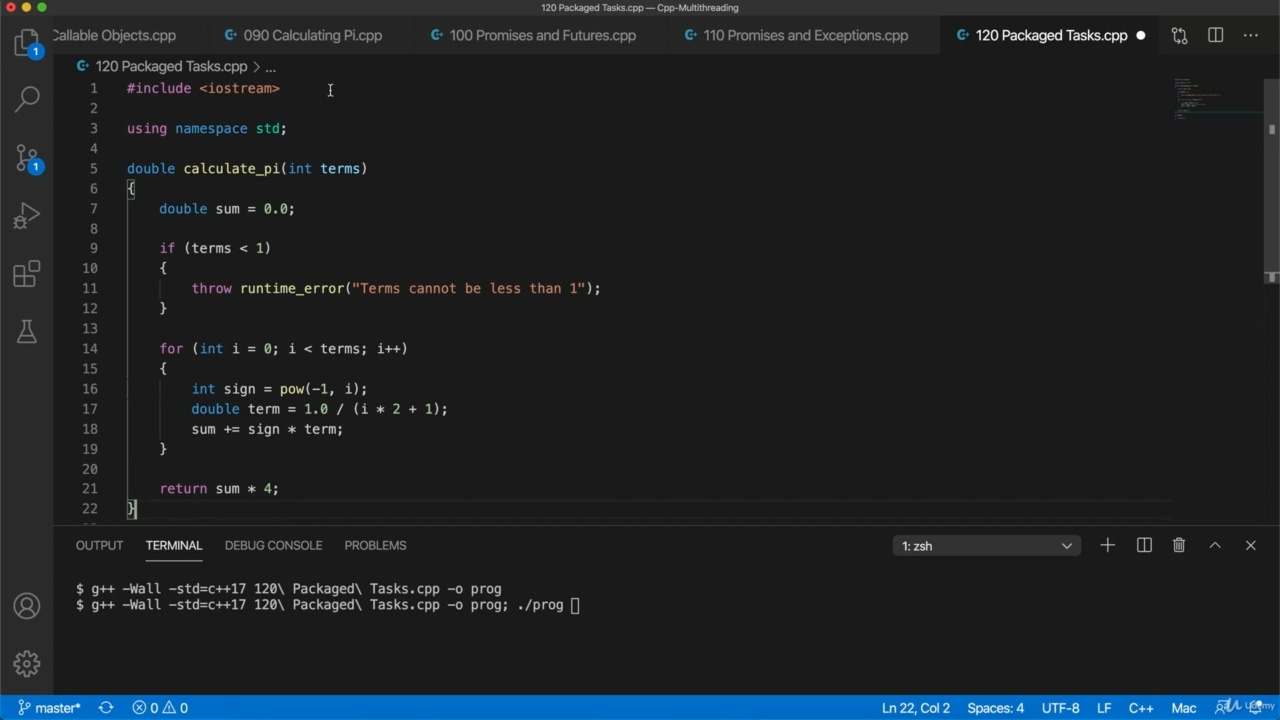 120 Packaged Tasks.cpp — Cpp-Multithreading
Callable Objects.cpp
090 Calculating Pi.cpp
100 Promises and Futures.cpp
110 Promises and Exceptions.cpp
120 Packaged Tasks.cpp
120 Packaged Tasks.cpp > ...
1 #include <iostream>
2
3 using namespace std;
4
5 double calculate_pi(int terms)
6 {
7 double sum = 0.0;
8
9 if (terms < 1)
10 {
11 throw runtime_error("Terms cannot be less than 1");
12 }
13
14 for (int i = 0; i < terms; i++)
15 {
16 int sign = pow(-1, i);
17 double term = 1.0 / (i * 2 + 1);
18 sum += sign * term;
19 }
20
21 return sum * 4;
22 }
1
1
OUTPUT TERMINAL DEBUG CONSOLE PROBLEMS 1: zsh
$ g++ -Wall -std=c++17 120\ Packaged\ Tasks.cpp -o prog
$ g++ -Wall -std=c++17 120\ Packaged\ Tasks.cpp -o prog; ./prog
master* 0 0 Ln 22, Col 2 Spaces: 4 UTF-8 LF C++ Mac
Udemy